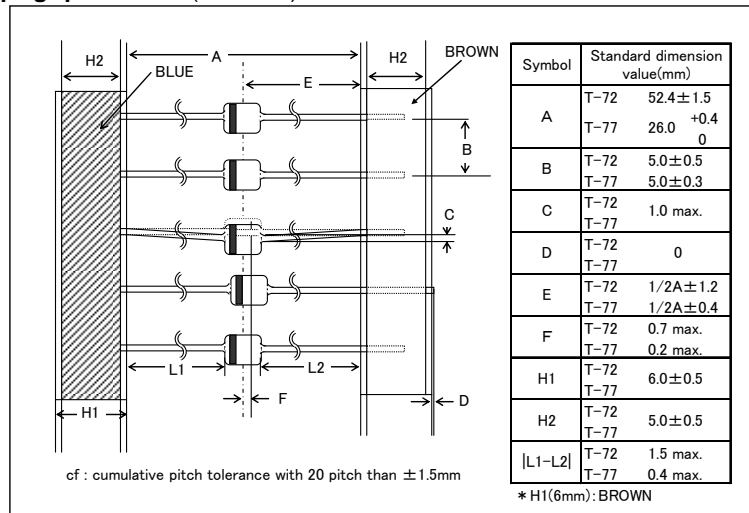 H2
A
H2
BROWN
BLUE
E
B
C
L1
L2
F
D
H1
cf : cumulative pitch tolerance with 20 pitch than ±1.5mm
Symbol Standard dimension value(mm)
A T-72 52.4±1.5
T-77 26.0 +0.4 0
B T-72 5.0±0.5
T-77 5.0±0.3
C T-72 1.0 max.
T-77
D T-72 0
T-77
E T-72 1/2A±1.2
T-77 1/2A±0.4
F T-72 0.7 max.
T-77 0.2 max.
H1 T-72 6.0±0.5
T-77
H2 T-72 5.0±0.5
T-77
|L1-L2| T-72 1.5 max.
T-77 0.4 max.
* H1(6mm): BROWN